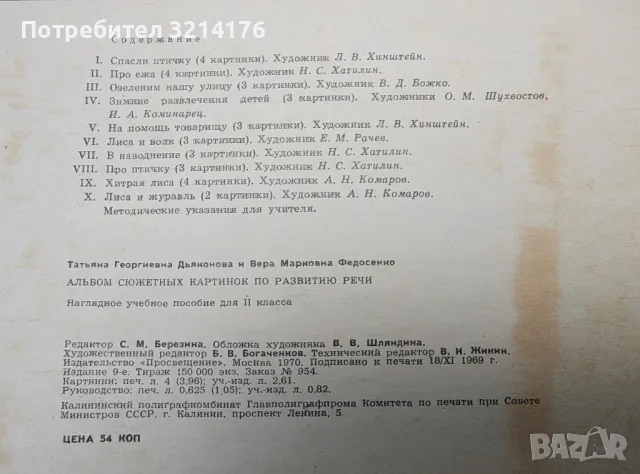 Потребител #3214176
Содержание
I. Спасли птичку (4 картинки). Художник Л. В. Хинштейн.
II. Про ежа (4 картинки). Художник Н. С. Хатилин.
III. Озеленим нашу улицу (3 картинки). Художник В. Д. Божко.
IV. Зимние развлечения детей (3 картинки). Художники О. М. Шухвостов,
И. А. Коминарец.
V. На помощь товарищу (3 картинки). Художник Л. В. Хинштейн.
VI. Лиса и волк (3 картинки). Художник Е. М. Рачев.
VII. В наводнение (3 картинки). Художник Н. С. Хатилин.
VIII. Про птичку (3 картинки). Художник Н. С. Хатилин.
IX. Хитрая лиса (4 картинки). Художник А. Н. Комаров.
X. Лиса и журавль (2 картинки). Художник А. Н. Комаров.
Методические указания для учителя.
Татьяна Георгиевна Дьяконова и Вера Марковна Федосенко
АЛЬБОМ СЮЖЕТНЫХ КАРТИНОК ПО РАЗВИТИЮ РЕЧИ
Наглядное учебное пособие для II класса
Редактор С. М. Березина, Обложка художника В. В. Шляндина.
Художественный редактор Б. В. Богаченков, Технический редактор В. И. Жинин.
Издательство «Просвещение», Москва 1970. Подписано к печати 18/XI 1969 г.
Издание 9-е. Тираж 150 000 экз. Заказ № 954.
Картинки: печ. л. 4 (3,96); уч.-изд. л. 2,61.
Руководство: печ. л. 0,625 (1,05); уч.-изд. л. 0,82.
Калининский полиграфкомбинат Главполиграфпрома Комитета по печати при Совете
Министров СССР, г. Калинин, проспект Ленина, 5.
ЦЕНА 54 КОП
BAZAR
bg